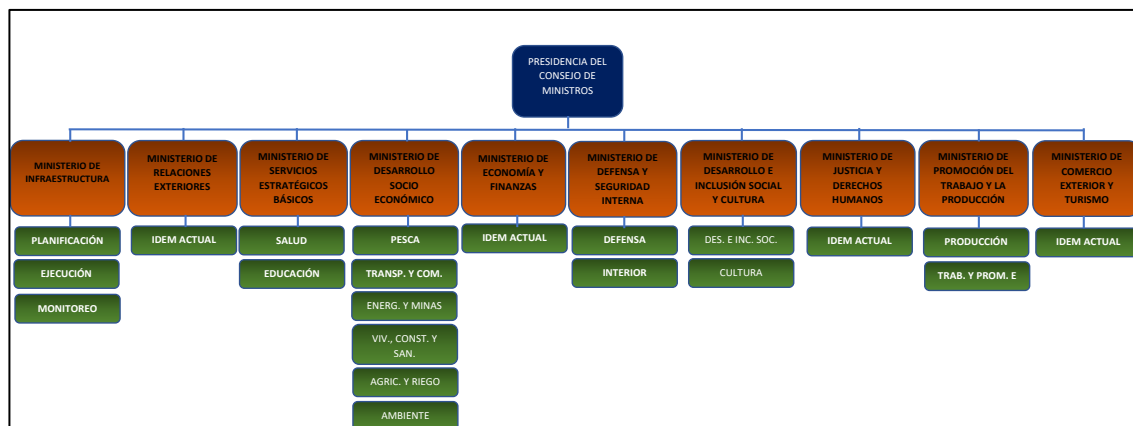 PRESIDENCIA DEL
CONSEJO DE
MINISTROS
MINISTERIO DE
INFRAESTRUCTURA
MINISTERIO DE
RELACIONES
EXTERIORES
MINISTERIO DE
SERVICIOS
ESTRATÉGICOS
BÁSICOS
MINISTERIO DE
DESARROLLO
SOCIO
ECONÓMICO
MINISTERIO DE
ECONOMÍA Y
FINANZAS
MINISTERIO DE
DEFENSA Y
SEGURIDAD
INTERNA
MINISTERIO DE
DESARROLLO E
INCLUSIÓN SOCIAL
Y CULTURA
MINISTERIO DE
JUSTICIA Y
DERECHOS
HUMANOS
MINISTERIO DE
PROMOCIÓN DEL
TRABAJO Y LA
PRODUCCIÓN
MINISTERIO DE
COMERCIO
EXTERIOR Y
TURISMO
PLANIFICACIÓN
EJECUCIÓN
MONITOREO
IDEM ACTUAL
SALUD
EDUCACIÓN
PESCA
TRANSP. Y COM.
ENERG. Y MINAS
VIV., CONST. Y
SAN.
AGRIC. Y RIEGO
AMBIENTE
IDEM ACTUAL
DEFENSA
INTERIOR
DES. E INC. SOC.
CULTURA
IDEM ACTUAL
PRODUCCIÓN
TRAB. Y PROM. E
IDEM ACTUAL